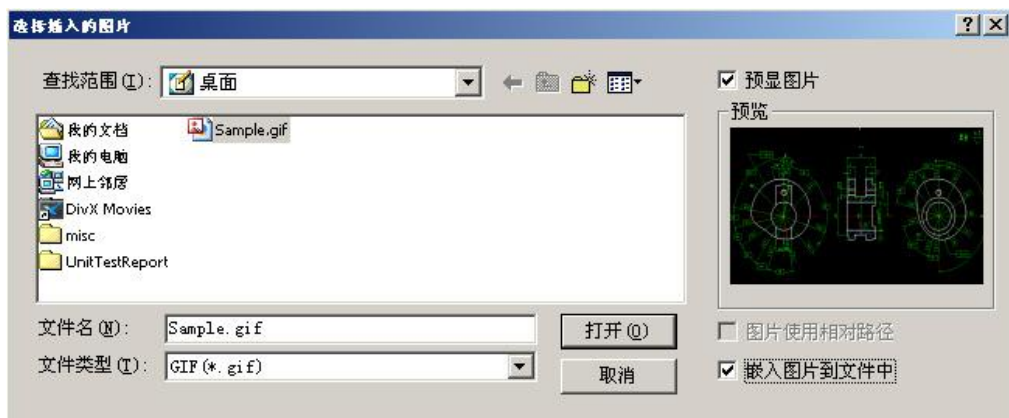 选择插入的图片
查找范围(I): 桌面
预显图片
我的文档
Sample.gif
我的电脑
网上邻居
DivX Movies
misc
UnitTestReport
预览
文件名(N): Sample.gif
打开(O)
图片使用相对路径
文件类型(T): GIF(*.gif)
取消
嵌入图片到文件中